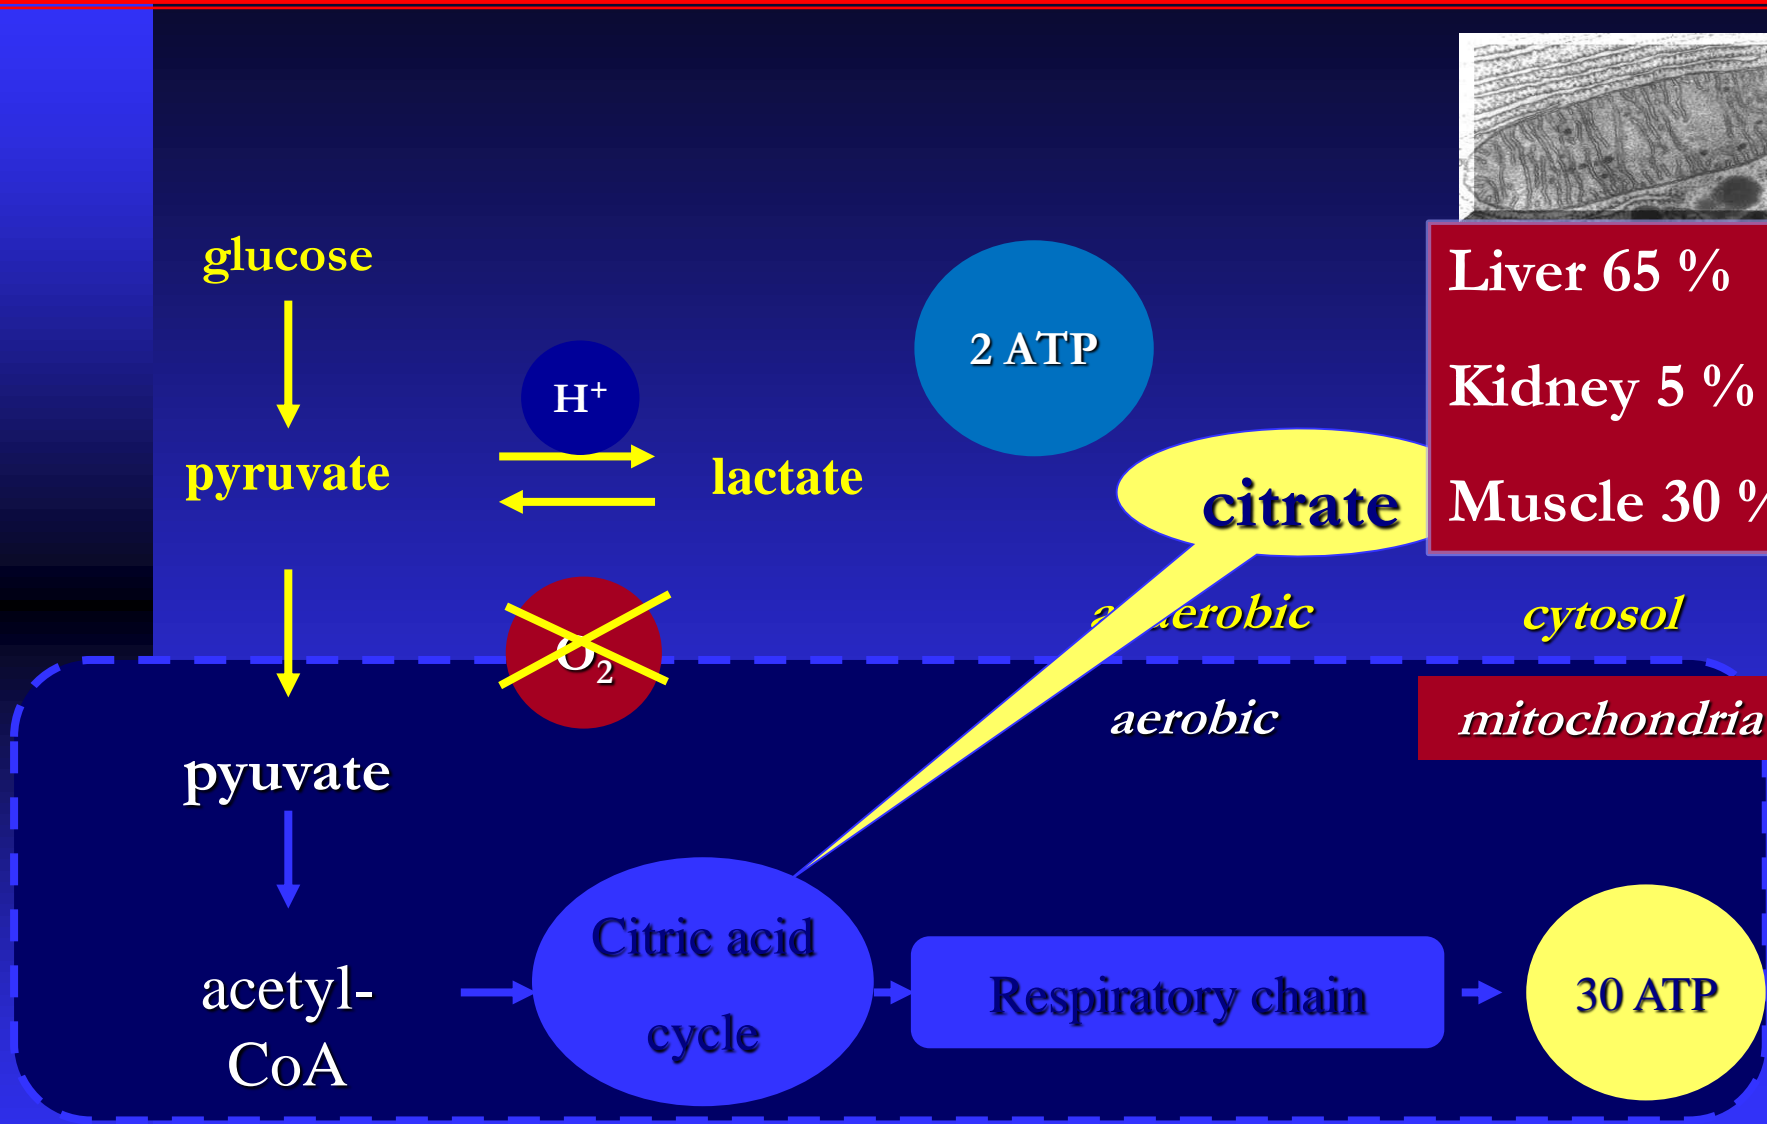 glucose
2 ATP
Liver 65 %
Kidney 5 %
Muscle 30 %
H⁺
pyruvate
lactate
citrate
O₂
cytosol
aerobic
mitochondria
pyuvate
Citric acid
cycle
acetyl-
CoA
Respiratory chain
30 ATP